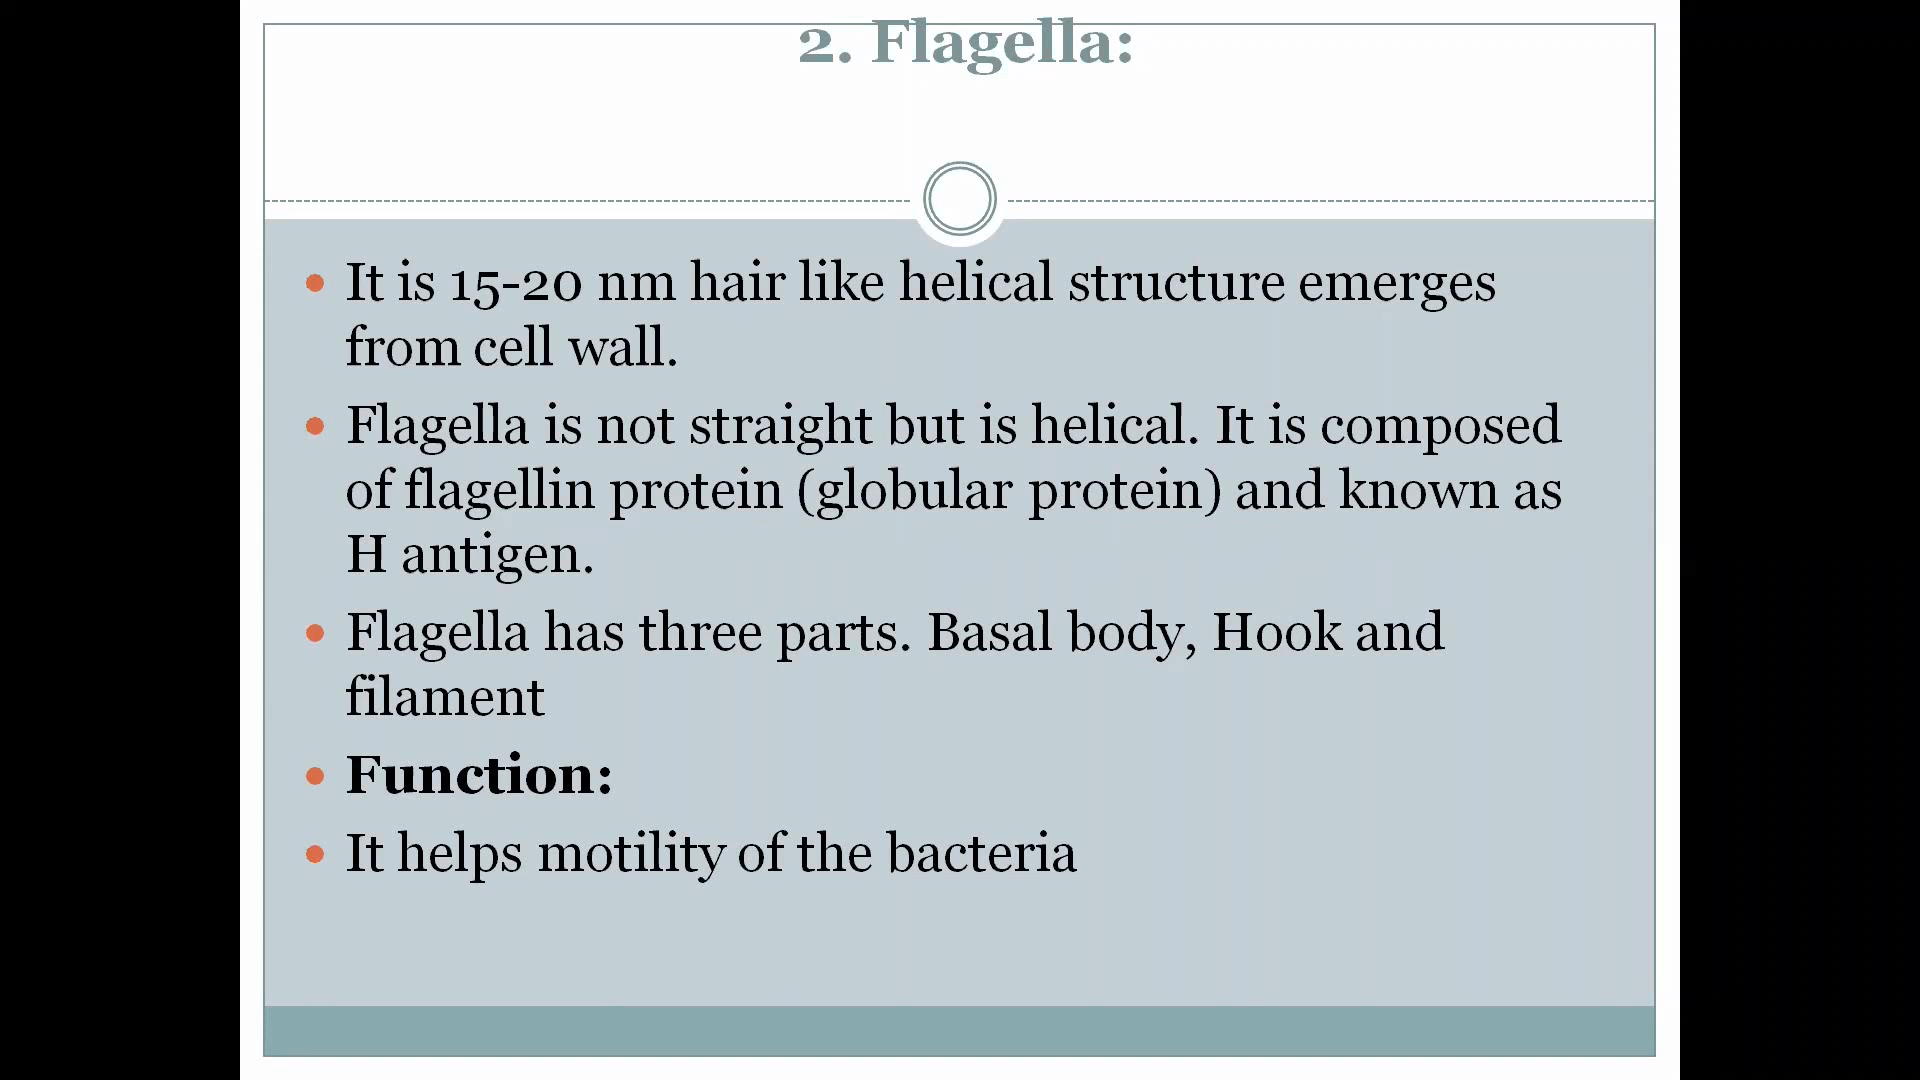 2. Flagella:
It is 15-20 nm hair like helical structure emerges
from cell wall.
Flagella is not straight but is helical. It is composed
of flagellin protein (globular protein) and known as
H antigen.
Flagella has three parts. Basal body, Hook and
filament
Function:
It helps motility of the bacteria